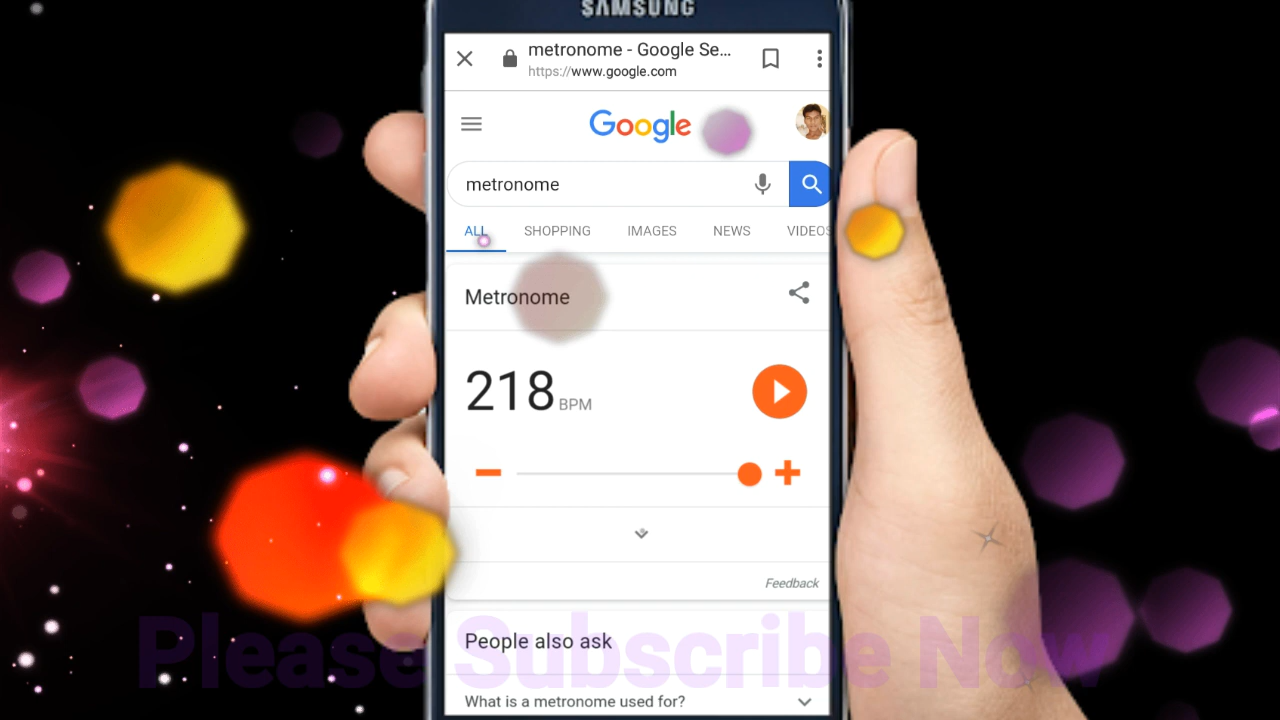 SAMSUNG
metronome - Google Se...
https://www.google.com
Google
metronome
ALL SHOPPING IMAGES NEWS VIDEOS
Metronome
218 BPM
Feedback
People also ask
Please Subscribe Now
What is a metronome used for?